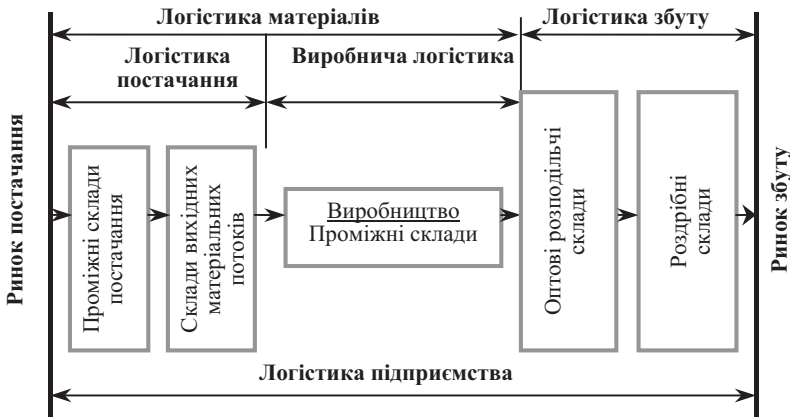 Логістика матеріалів
Логістика збуту
Логістика
постачання
Виробнича логістика
Ринок постачання
Проміжні склади
постачання
Склади вихідних
матеріальних
потоків
Виробництво
Проміжні склади
Оптові розподільчі
склади
Роздрібні
склади
Ринок збуту
Логістика підприємства